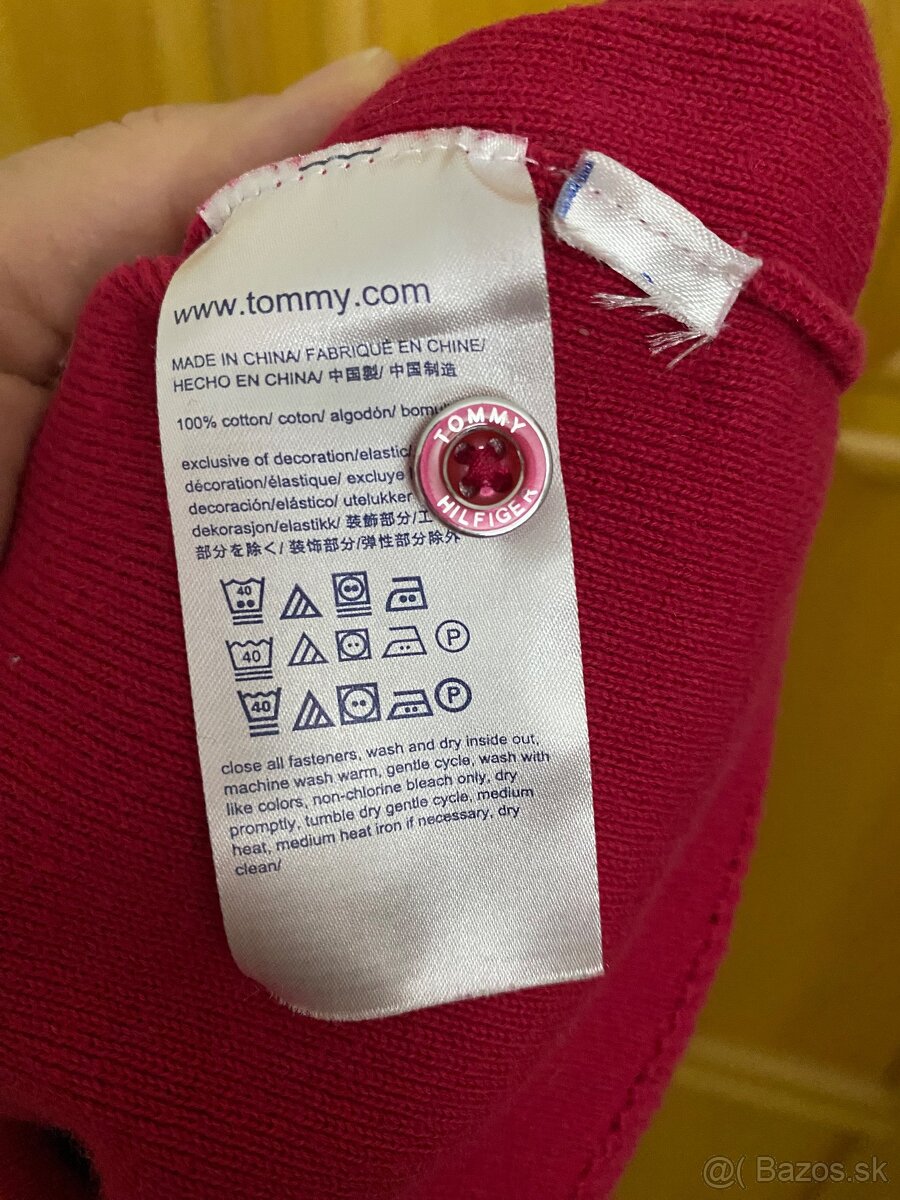 www.tommy.com
MADE IN CHINA/ FABRIQUÉ EN CHINE/
HECHO EN CHINA/ 中国製/ 中国制造
100% cotton/ coton/ algodón/
exclusive of decoration/elastic/
décoration/élastique/ excluye
decoración/elástico/ utelukker
dekorasjon/elastikk/ 装飾部分/
部分を除く/ 装饰部分/弹性部分除外
TOMMY
HILFIGER
40
40 P
40 P
close all fasteners, wash and dry inside out,
machine wash warm, gentle cycle, wash with
like colors, non-chlorine bleach only, dry
promptly, tumble dry gentle cycle, medium
heat, medium heat iron if necessary, dry
clean/
@( Bazos.sk